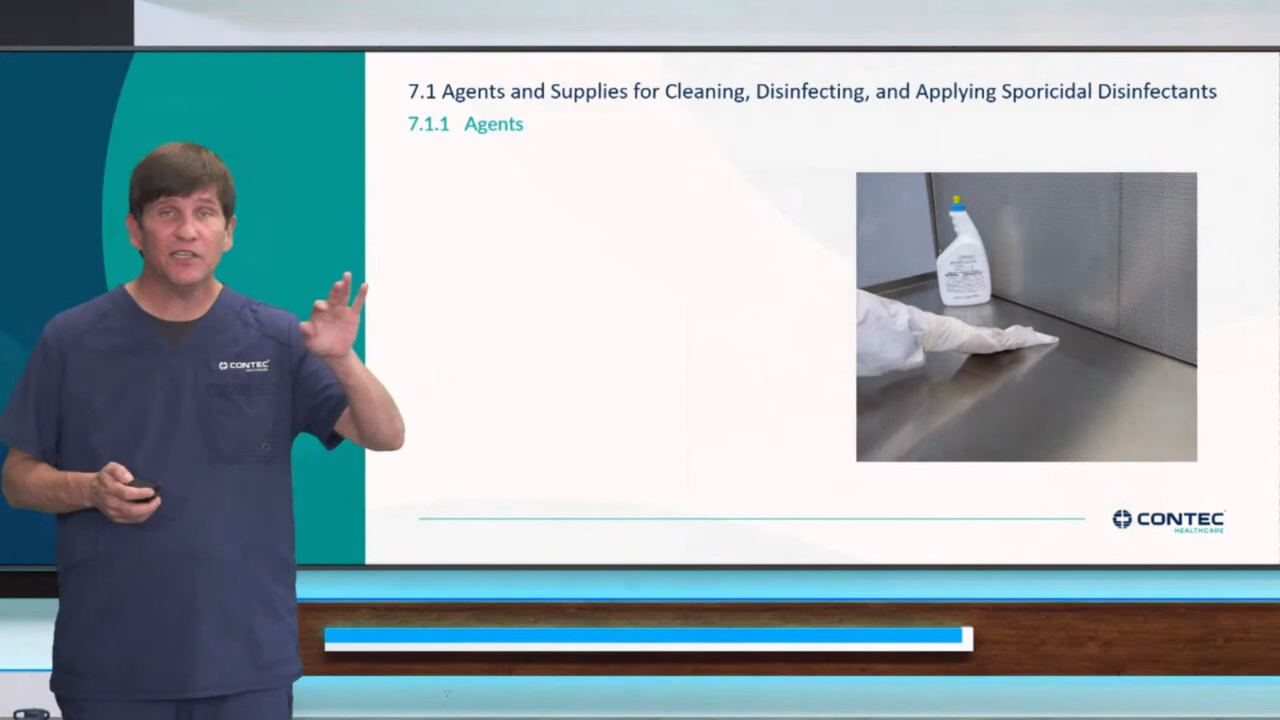 7.1 Agents and Supplies for Cleaning, Disinfecting, and Applying Sporicidal Disinfectants
7.1.1 Agents
CONTEC
HEALTHCARE
CONTEC
HEALTHCARE